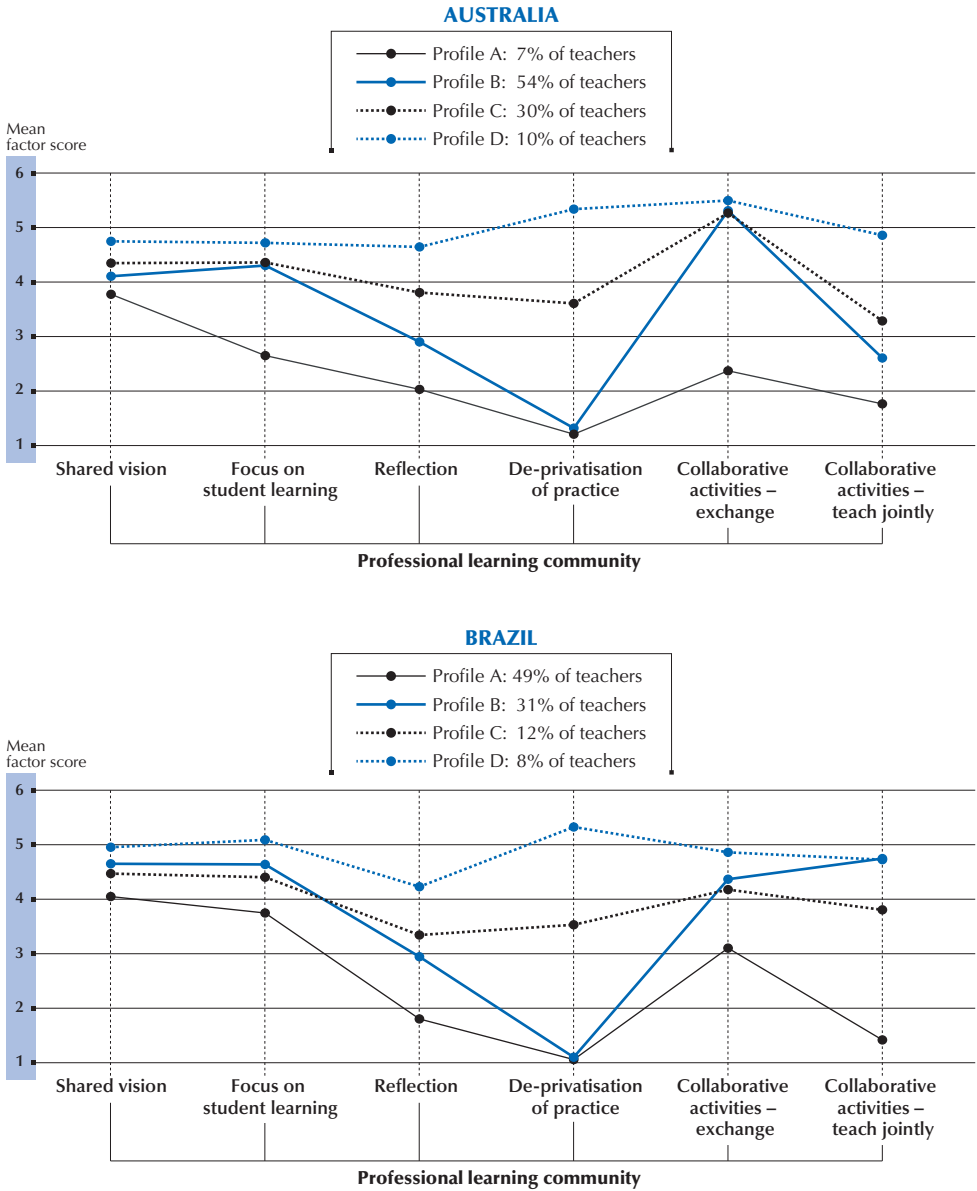 AUSTRALIA
Profile A: 7% of teachers
Profile B: 54% of teachers
Profile C: 30% of teachers
Profile D: 10% of teachers
Mean
factor score
6
5
4
3
2
1
Shared vision
Focus on
student learning
Reflection
De-privatisation
of practice
Collaborative
activities –
exchange
Collaborative
activities –
teach jointly
Professional learning community
BRAZIL
Profile A: 49% of teachers
Profile B: 31% of teachers
Profile C: 12% of teachers
Profile D: 8% of teachers
Mean
factor score
6
5
4
3
2
1
Shared vision
Focus on
student learning
Reflection
De-privatisation
of practice
Collaborative
activities –
exchange
Collaborative
activities –
teach jointly
Professional learning community